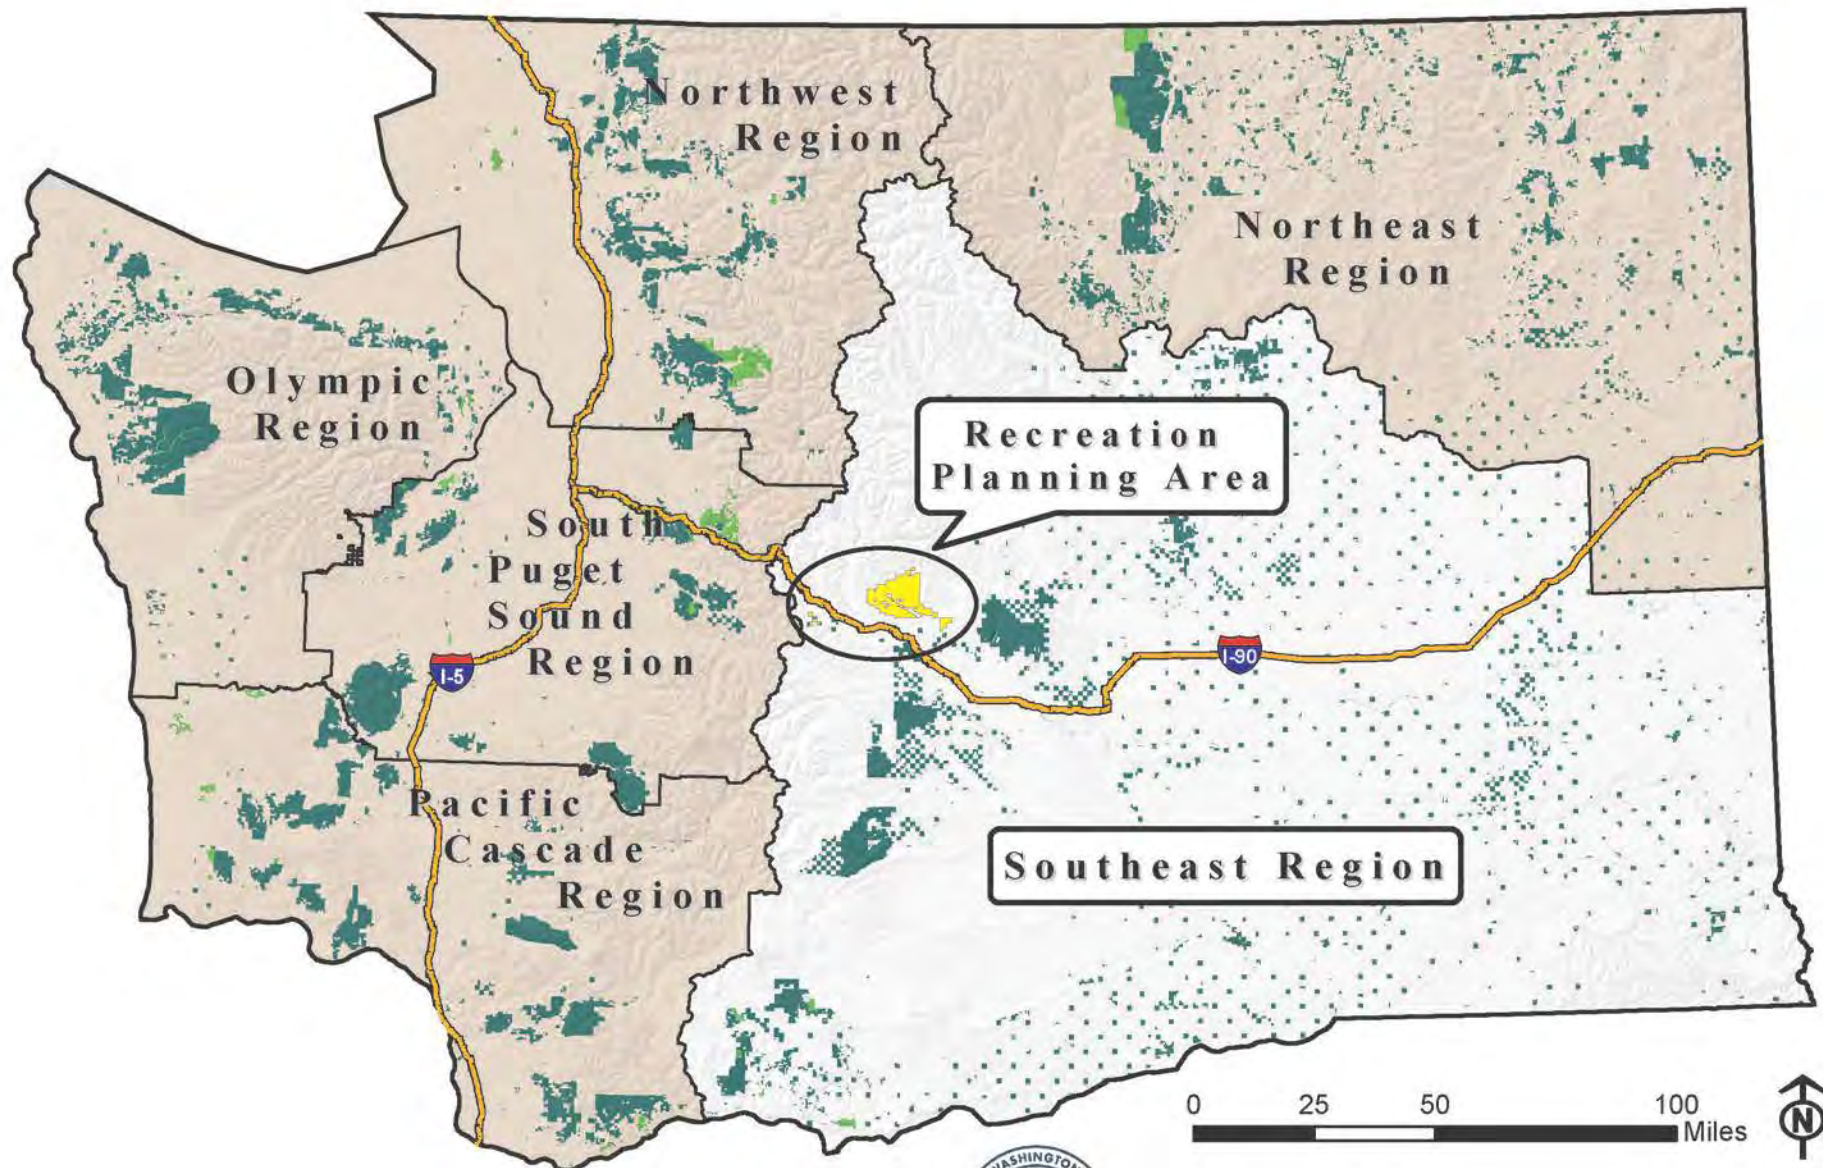 Northwest
Region
Northeast
Region
Olympic
Region
Recreation
Planning Area
South
Puget
Sound
Region
I-5
I-90
Pacific
Cascade
Region
Southeast Region
0 25 50 100
Miles
N
WASHINGTON